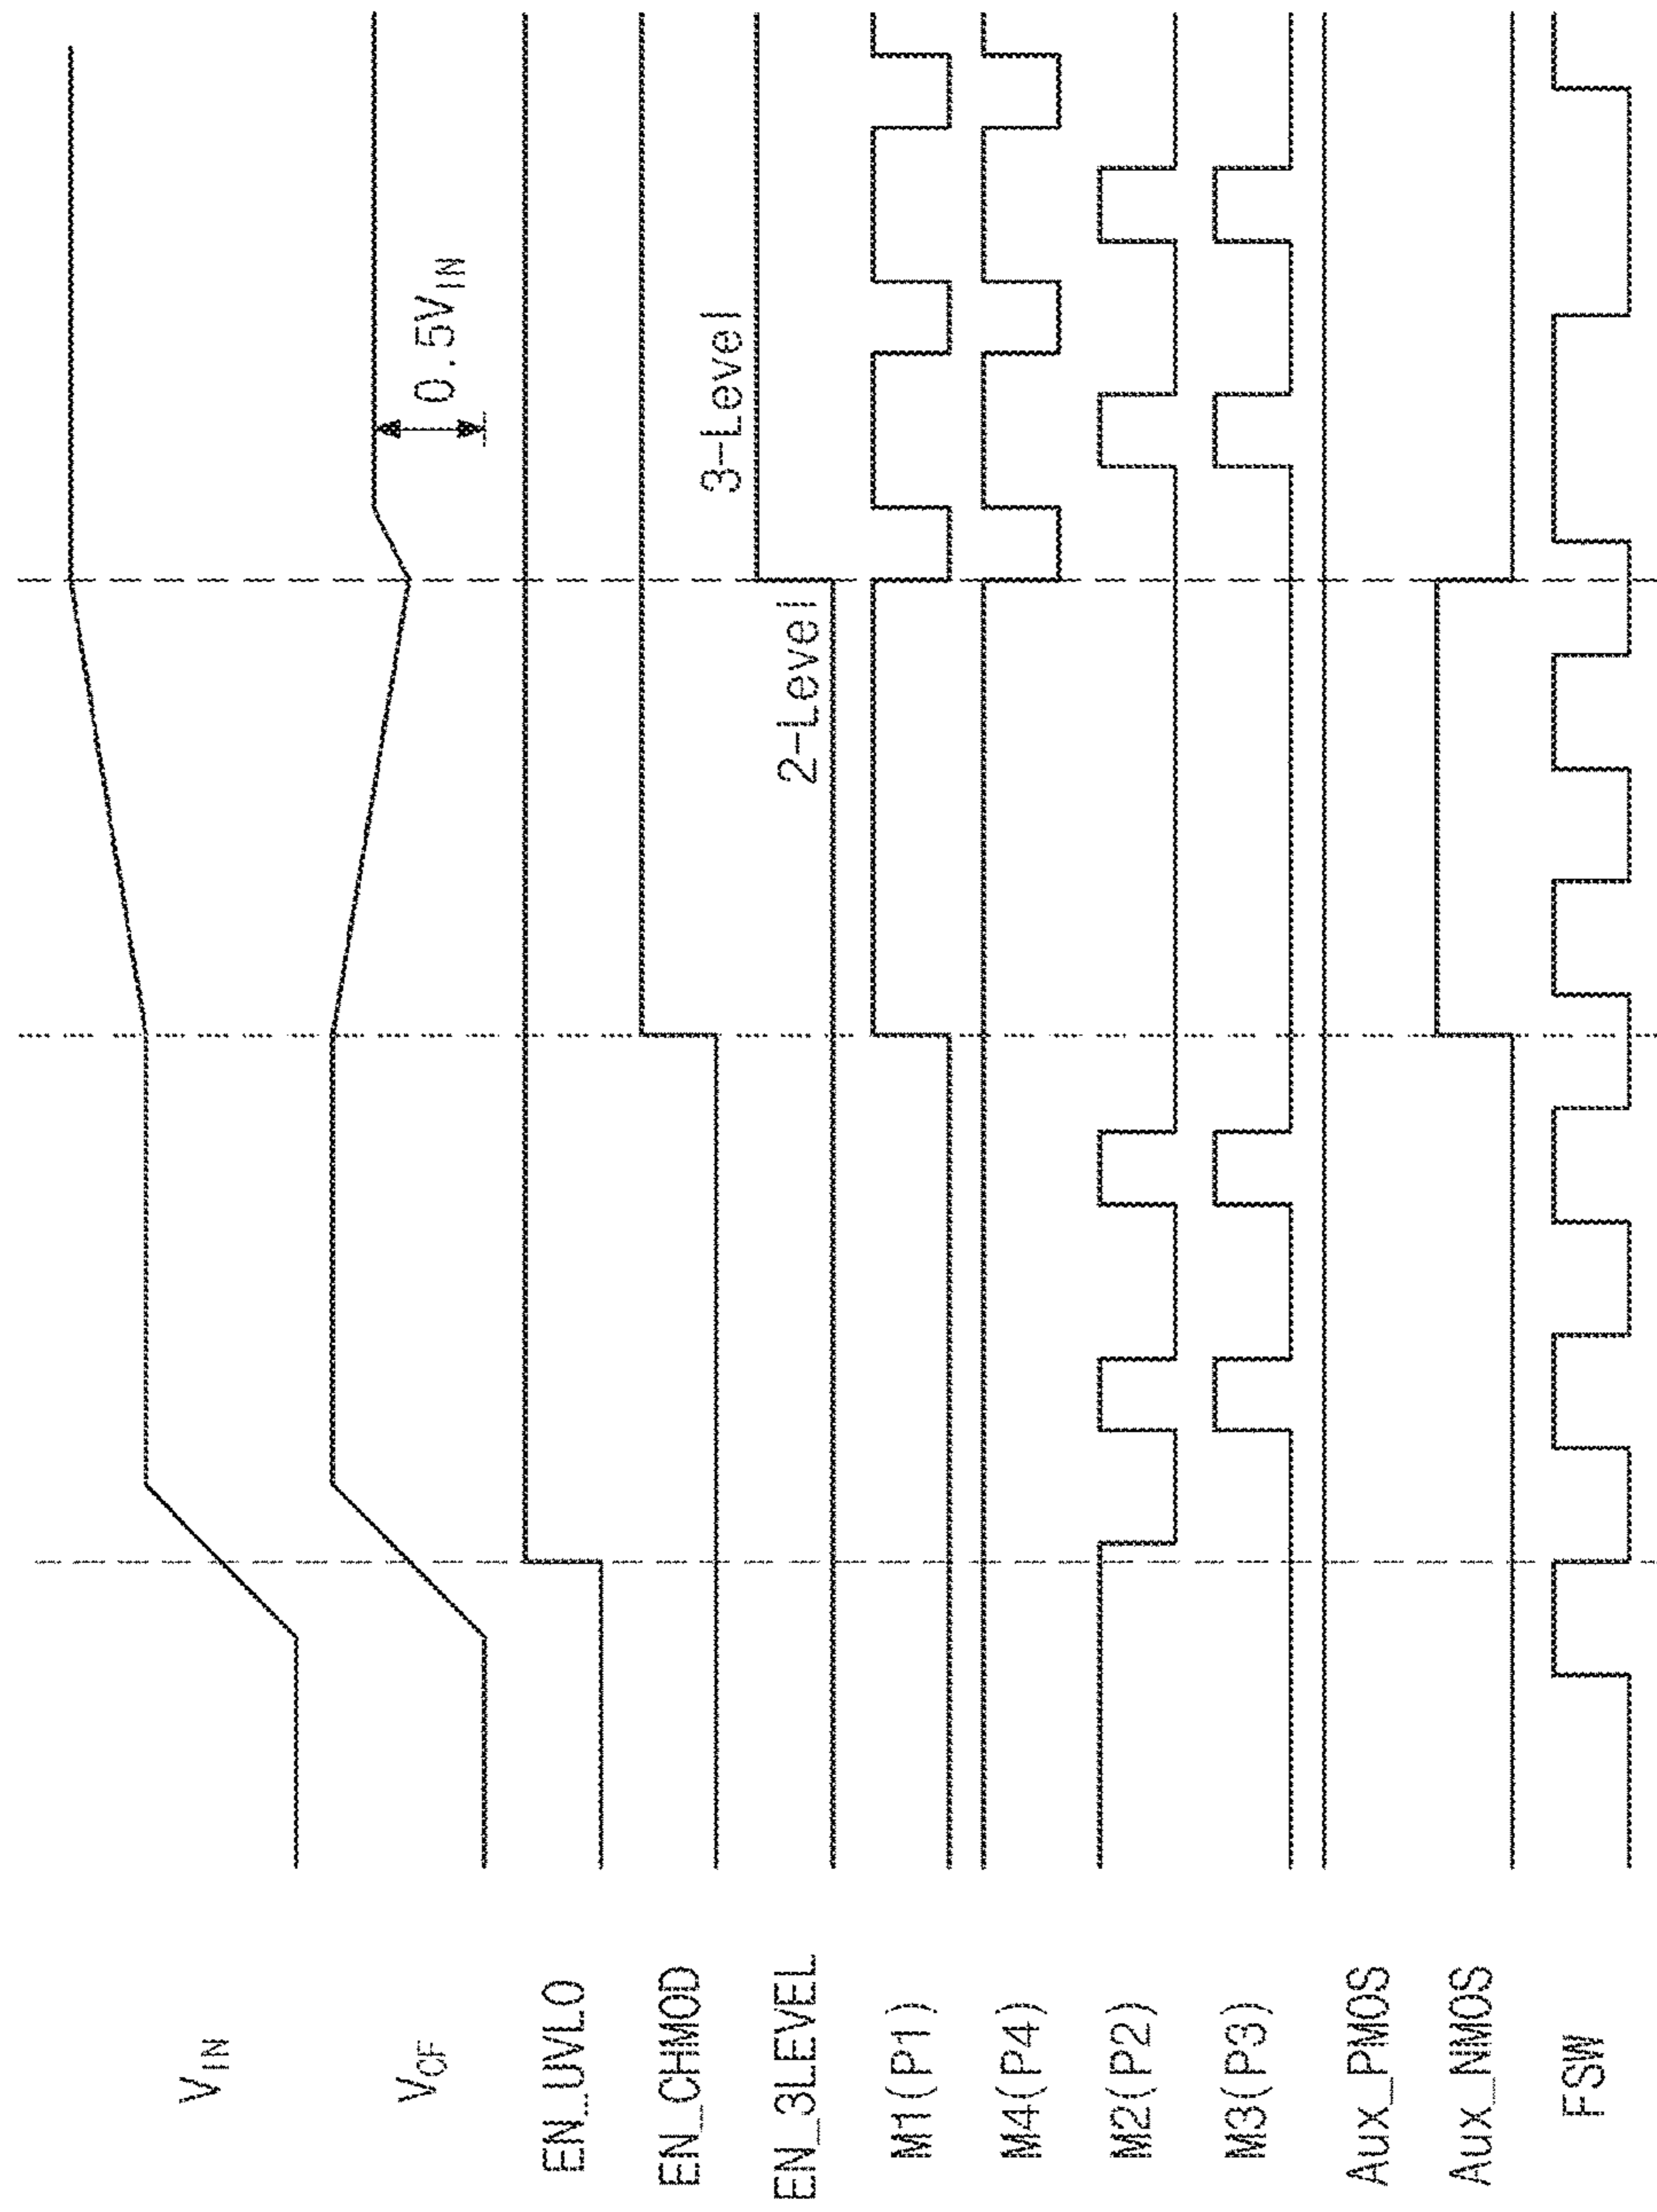 V_IN
V_CF
EN_UVLO
EN_CHMOD
EN_3LEVEL
M1(P1)
M4(P4)
M2(P2)
M3(P3)
Aux_PMOS
Aux_NMOS
FSW
0.5V_IN
3-Level
2-Level